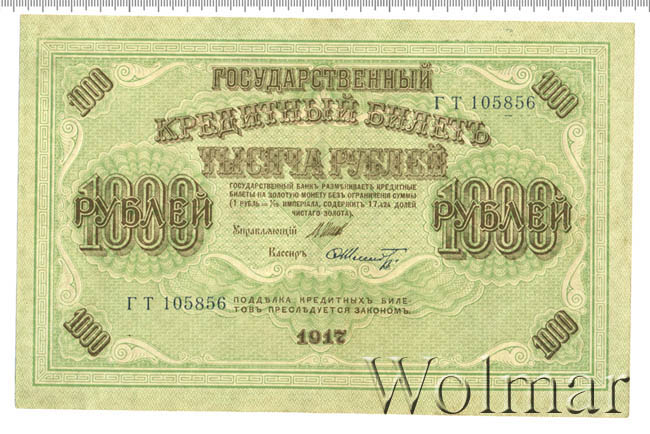 1000
1000
ГОСУДАРСТВЕННЫЙ
ГТ 105856
КРЕДИТНЫЙ БИЛЕТЪ
ТЫСЯЧА РУБЛЕЙ
1000
РУБЛЕЙ
ГОСУДАРСТВЕННЫЙ БАНКЪ РАЗМѢНИВАЕТЪ КРЕДИТНЫЕ
БИЛЕТЫ НА ЗОЛОТУЮ МОНЕТУ БЕЗЪ ОГРАНИЧЕНІЯ СУММЫ
(1 РУБЛЬ = 1/15 ИМПЕРІАЛА, СОДЕРЖИТЪ 17,424 ДОЛЕЙ
ЧИСТАГО ЗОЛОТА).
1000
РУБЛЕЙ
Управляющій
Кассиръ
ГТ 105856
ПОДДѢЛКА КРЕДИТНЫХЪ БИЛЕ-
ТОВЪ ПРЕСЛѢДУЕТСЯ ЗАКОНОМЪ.
1000
1917
1000
Wolmar